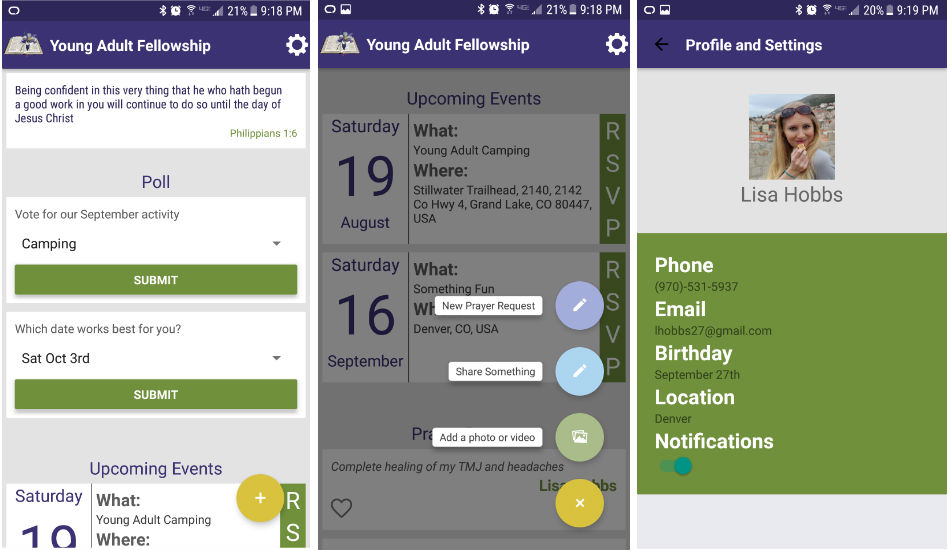 21% 9:18 PM
Young Adult Fellowship
Being confident in this very thing that he who hath begun
a good work in you will continue to do so until the day of
Jesus Christ
Philippians 1:6
Poll
Vote for our September activity
Camping
SUBMIT
Which date works best for you?
Sat Oct 3rd
SUBMIT
Upcoming Events
Saturday
19
What:
Young Adult Camping
Where:
R
S
+
21% 9:18 PM
Young Adult Fellowship
Upcoming Events
Saturday
19
August
What:
Young Adult Camping
Where:
Stillwater Trailhead, 2140, 2142
Co Hwy 4, Grand Lake, CO 80447,
USA
R
S
V
P
Saturday
16
September
What:
Something Fun
Denver, CO, USA
R
S
V
P
New Prayer Request
Share Something
Add a photo or video
Complete healing of my TMJ and headaches
20% 9:19 PM
Profile and Settings
Lisa Hobbs
Phone
(970)-531-5937
Email
lhobbs27@gmail.com
Birthday
September 27th
Location
Denver
Notifications